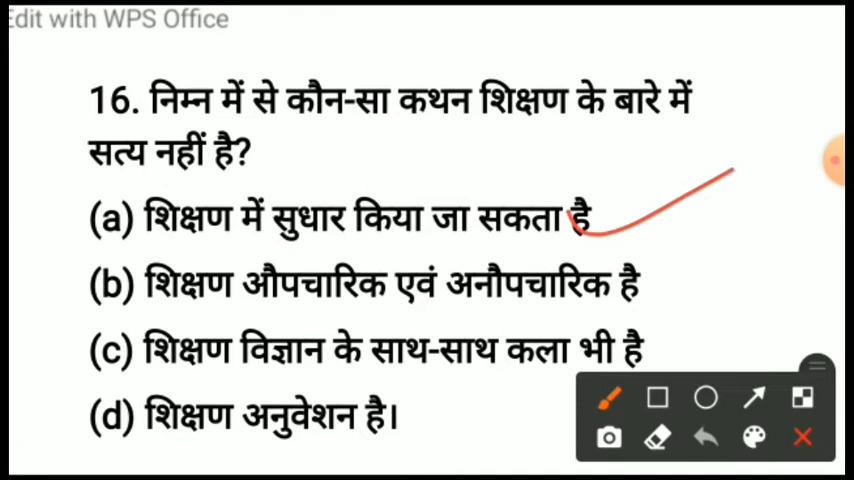 Edit with WPS Office
16. निम्न में से कौन-सा कथन शिक्षण के बारे में
सत्य नहीं है?
(a) शिक्षण में सुधार किया जा सकता है
(b) शिक्षण औपचारिक एवं अनौपचारिक है
(c) शिक्षण विज्ञान के साथ-साथ कला भी है
(d) शिक्षण अनुवेशन है।